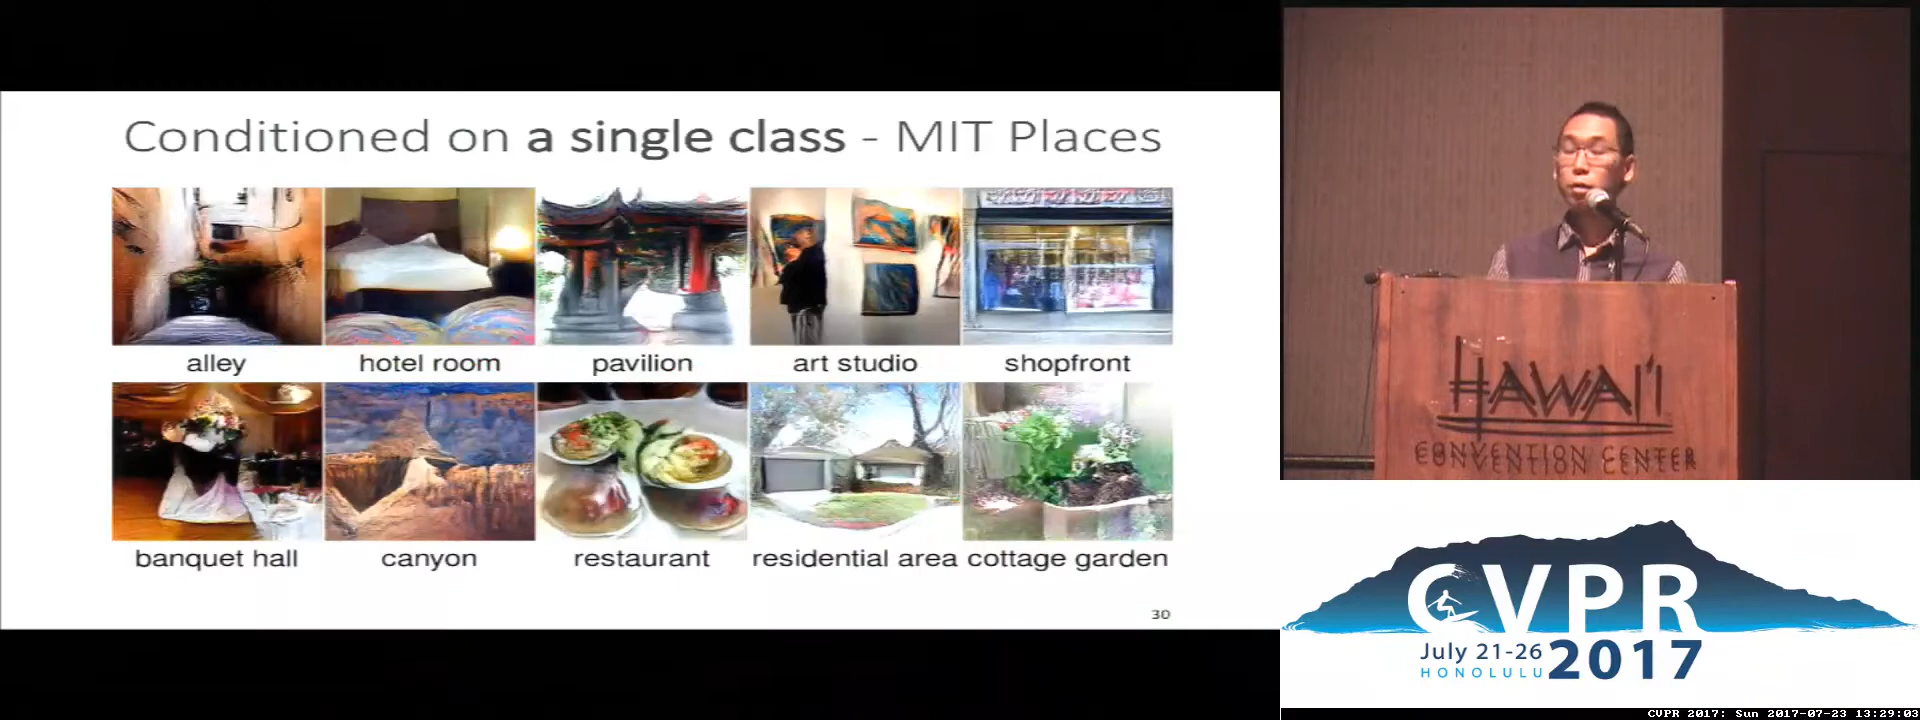 Conditioned on a single class - MIT Places
alley
hotel room
pavilion
art studio
shopfront
banquet hall
canyon
restaurant
residential area
cottage garden
30
HAWAI'I
CONVENTION CENTER
CVPR
July 21-26
HONOLULU
2017
CVPR 2017: Sun 2017-07-23 13:29:03